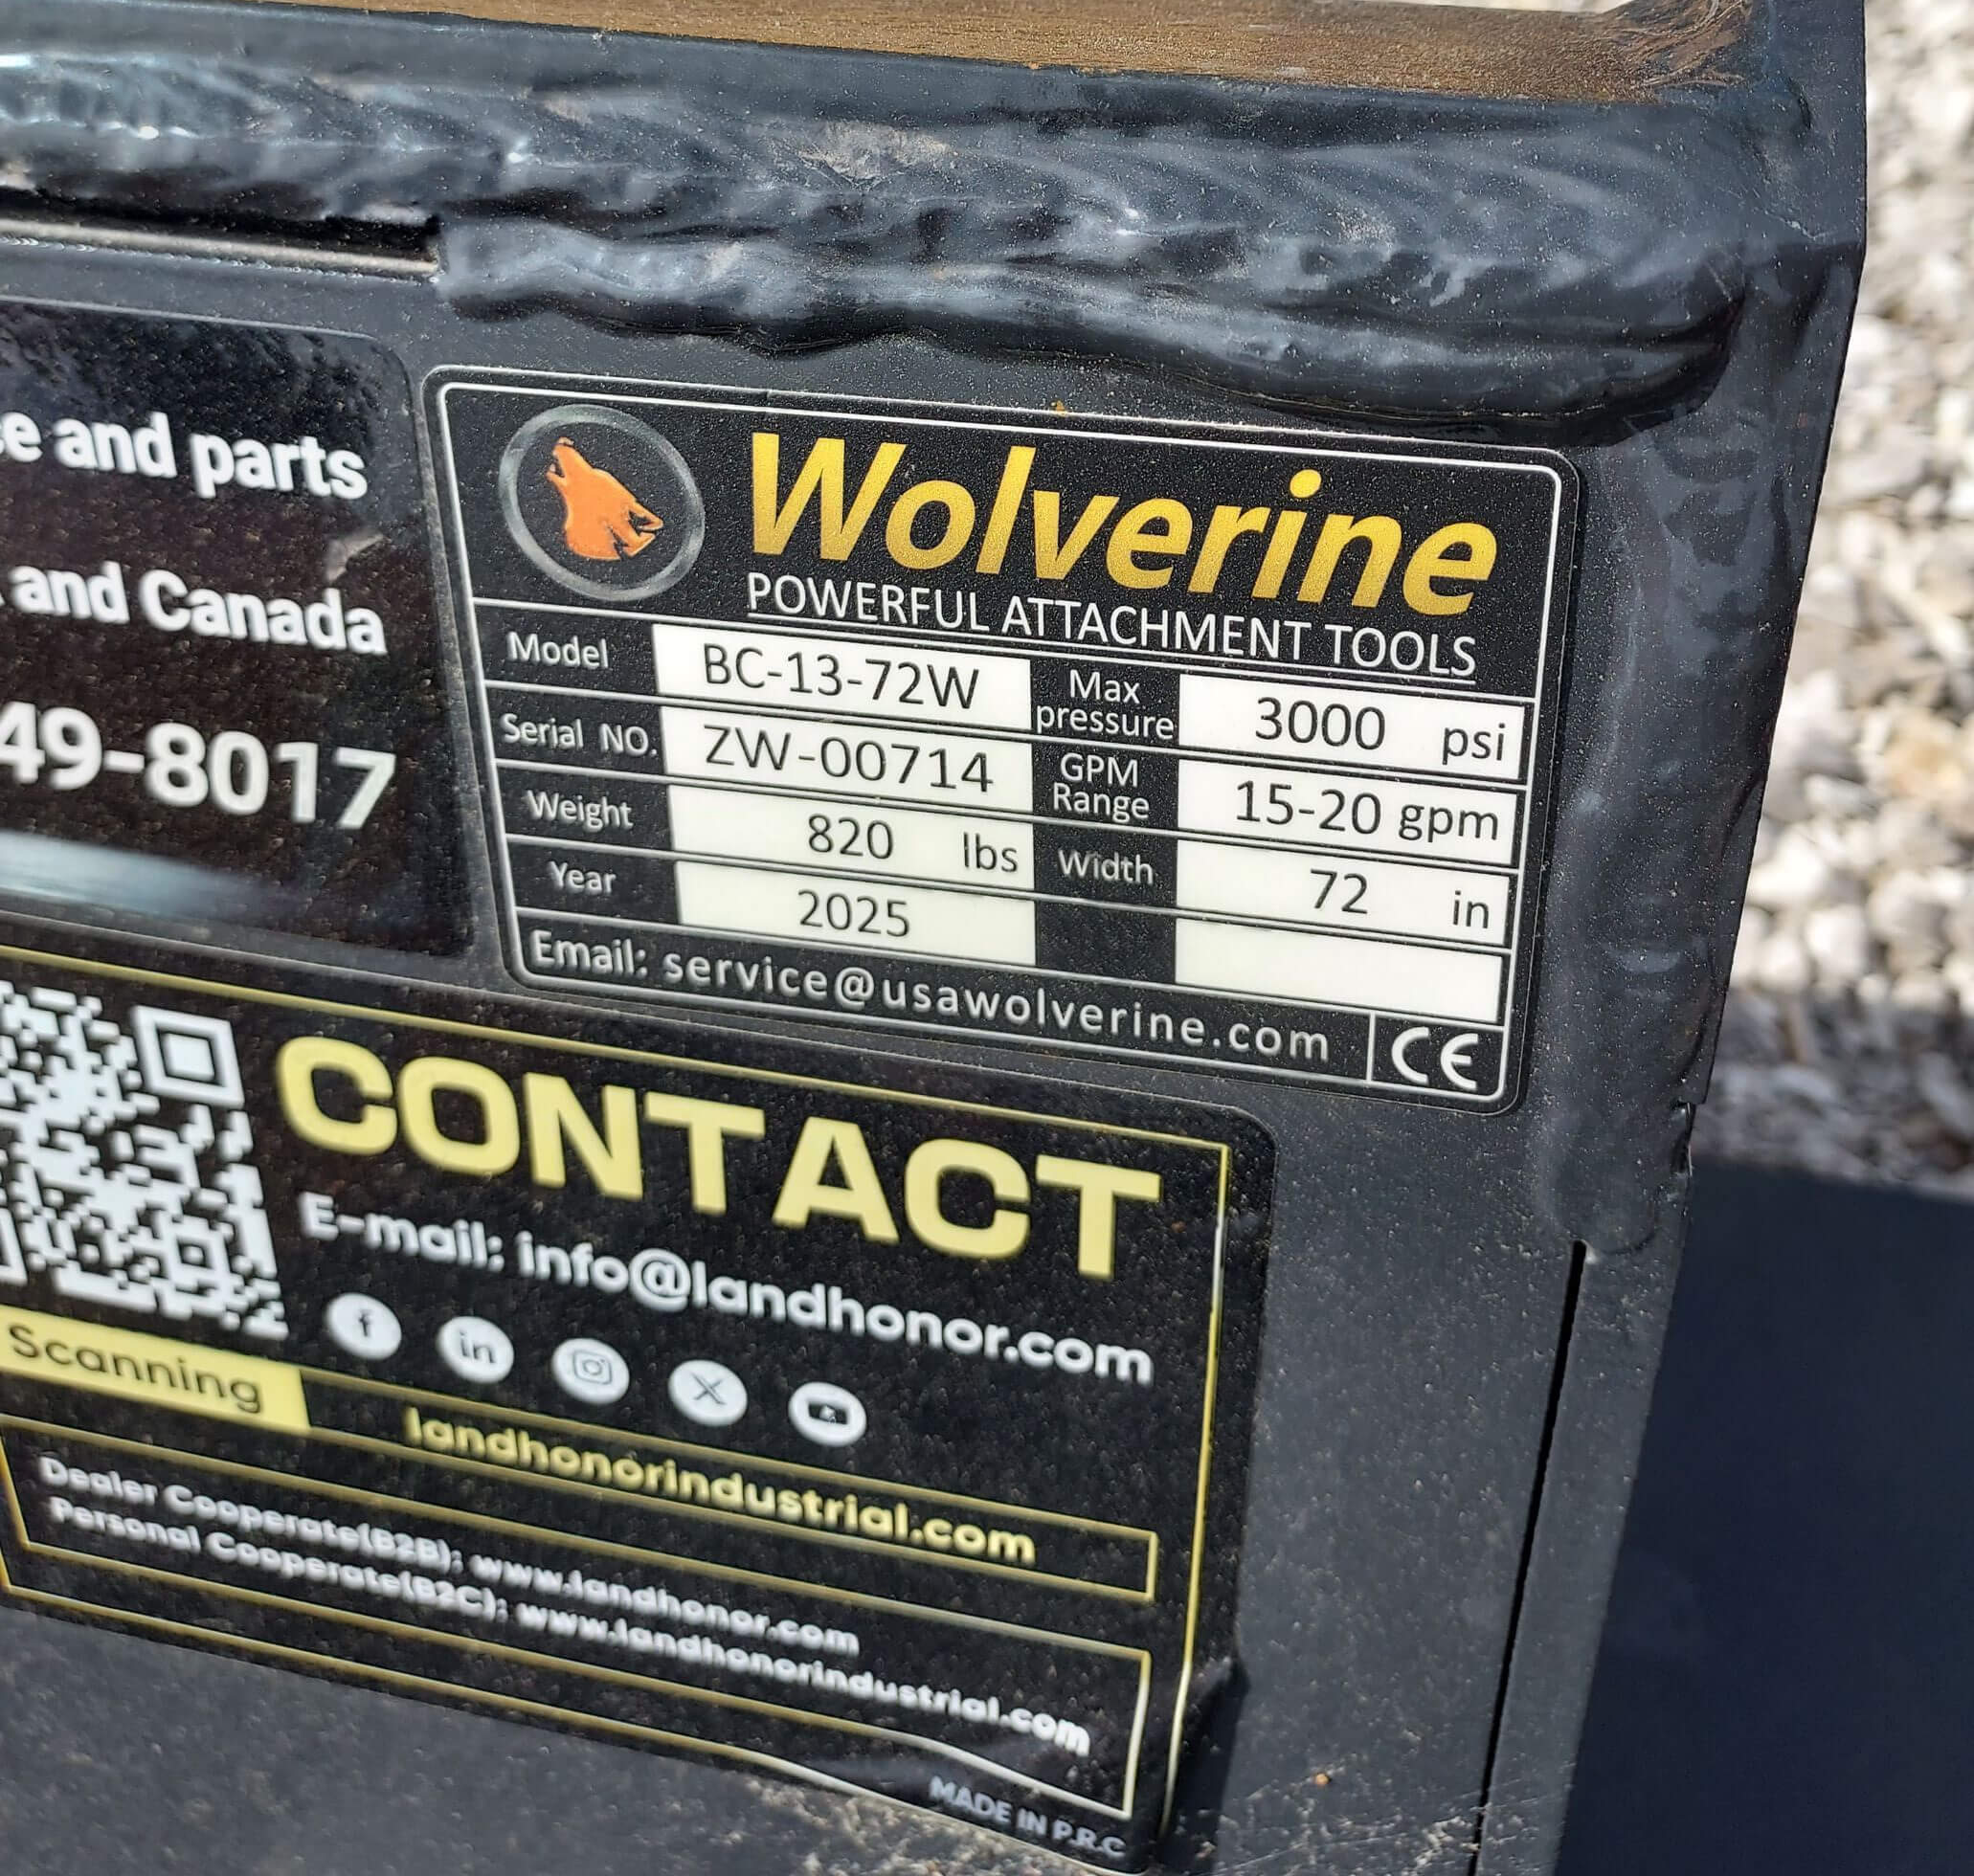 and parts
and Canada
49-8017
Wolverine
POWERFUL ATTACHMENT TOOLS
Model BC-13-72W Max pressure 3000 psi
Serial NO. ZW-00714 GPM Range 15-20 gpm
Weight 820 lbs Width 72 in
Year 2025
Email: service@usawolverine.com CE
CONTACT
E-mail: info@landhonor.com
Scanning
landhonorindustrial.com
Dealer Cooperate(B2B): www.landhonor.com
Personal Cooperate(B2C): www.landhonorindustrial.com
MADE IN P.R.C